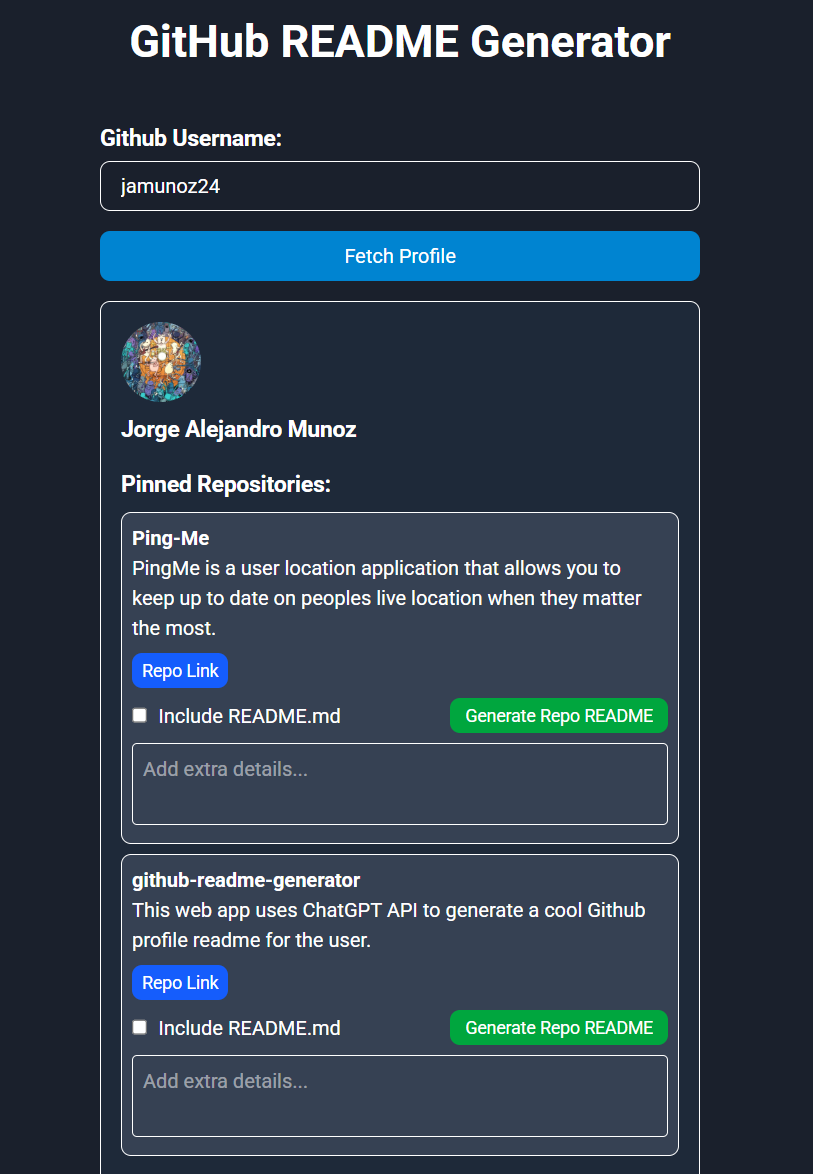 GitHub README Generator
Github Username:
jamunoz24
Fetch Profile
Jorge Alejandro Munoz
Pinned Repositories:
Ping-Me
PingMe is a user location application that allows you to
keep up to date on peoples live location when they matter
the most.
Repo Link
Include README.md
Generate Repo README
Add extra details...
github-readme-generator
This web app uses ChatGPT API to generate a cool Github
profile readme for the user.
Repo Link
Include README.md
Generate Repo README
Add extra details...